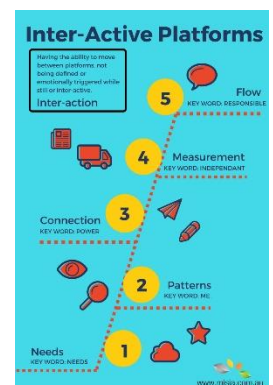 Inter-Active Platforms
Having the ability to move
between platforms, not
being defined or
emotionally triggered while
still or inter-active.
Inter-action
5
Flow
KEY WORD: RESPONSIBLE
4
Measurement
KEY WORD: INDEPENDANT
3
Connection
KEY WORD: POWER
2
Patterns
KEY WORD: ME
1
Needs
KEY WORD: NEEDS